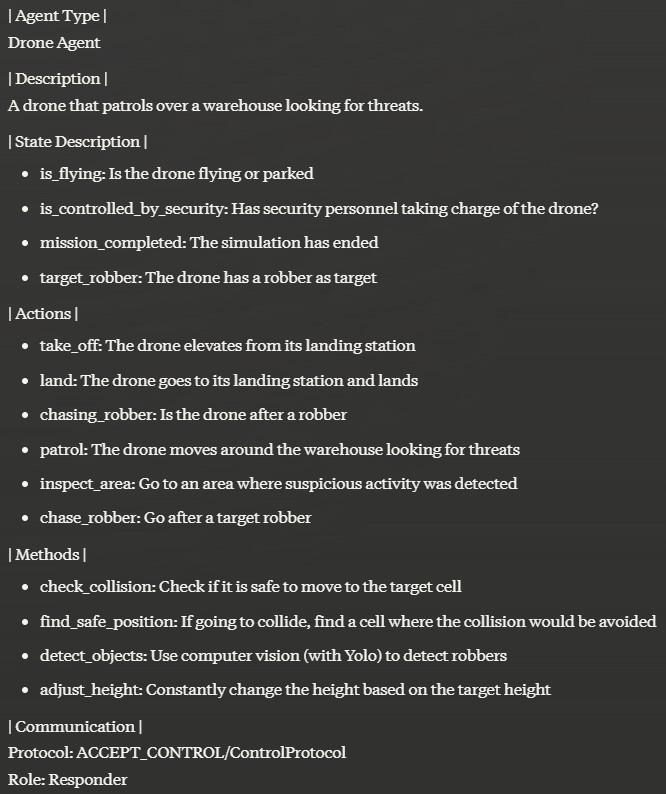 | Agent Type |
Drone Agent
| Description |
A drone that patrols over a warehouse looking for threats.
| State Description |
• is_flying: Is the drone flying or parked
• is_controlled_by_security: Has security personnel taking charge of the drone?
• mission_completed: The simulation has ended
• target_robber: The drone has a robber as target
| Actions |
• take_off: The drone elevates from its landing station
• land: The drone goes to its landing station and lands
• chasing_robber: Is the drone after a robber
• patrol: The drone moves around the warehouse looking for threats
• inspect_area: Go to an area where suspicious activity was detected
• chase_robber: Go after a target robber
| Methods |
• check_collision: Check if it is safe to move to the target cell
• find_safe_position: If going to collide, find a cell where the collision would be avoided
• detect_objects: Use computer vision (with Yolo) to detect robbers
• adjust_height: Constantly change the height based on the target height
| Communication |
Protocol: ACCEPT_CONTROL/ControlProtocol
Role: Responder